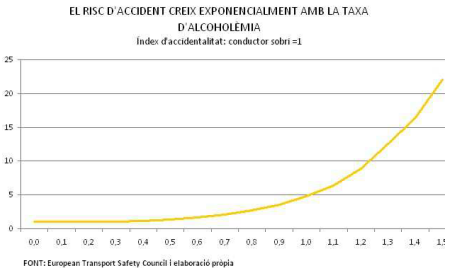 EL RISC D'ACCIDENT CREIX EXPONENCIALMENT AMB LA TAXA
D'ALCOHOLÈMIA
Índex d'accidentalitat: conductor sobri =1
25
20
15
10
5
0
0,0 0,1 0,2 0,3 0,4 0,5 0,6 0,7 0,8 0,9 1,0 1,1 1,2 1,3 1,4 1,5
FONT: European Transport Safety Council i elaboració pròpia